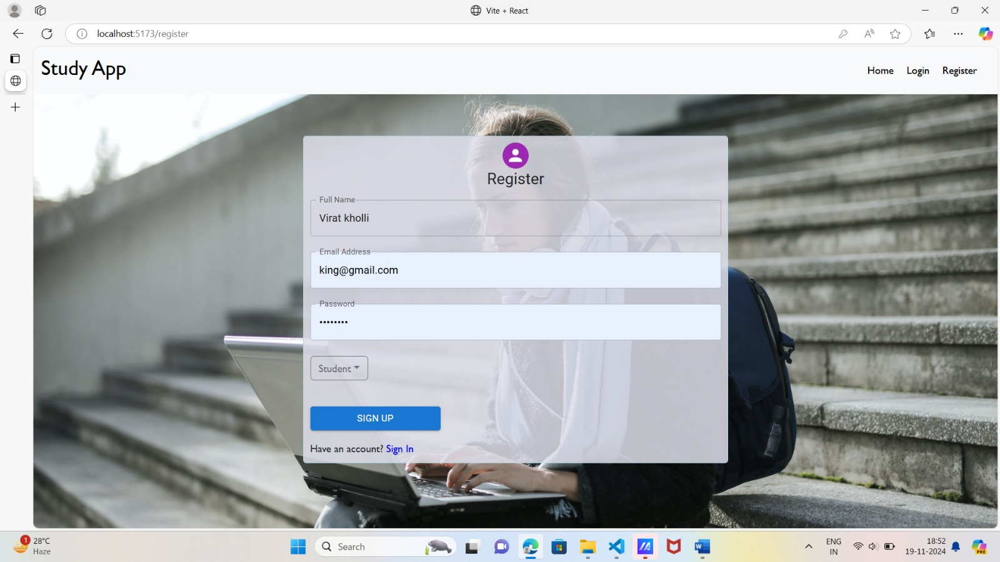 Vite + React
localhost:5173/register
Study App
Home Login Register
Register
Full Name
Virat kholli
Email Address
king@gmail.com
Password
••••••••
Student
SIGN UP
Have an account? Sign In
1
28°C
Haze
Search
ENG
IN
18:52
19-11-2024
PRE